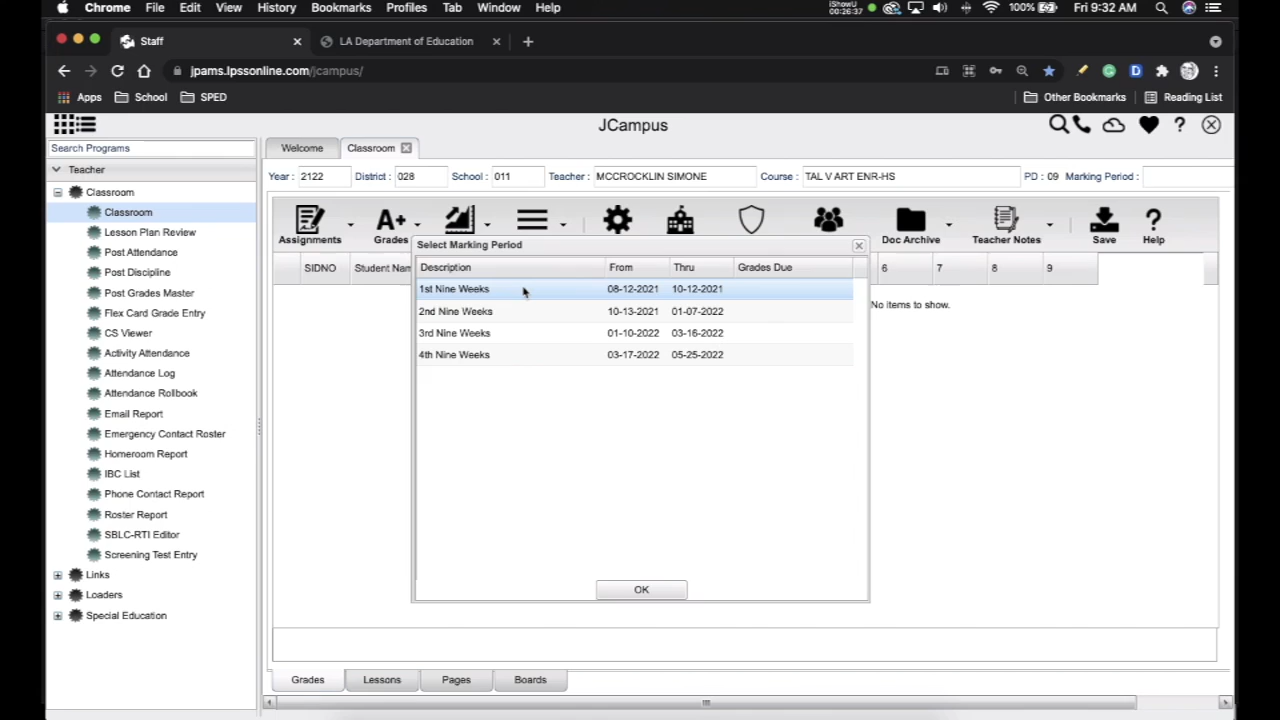 Chrome File Edit View History Bookmarks Profiles Tab Window Help iShowU 00:26:37 100% Fri 9:32 AM
Staff LA Department of Education
jpams.lpssonline.com/jcampus/
Apps School SPED Other Bookmarks Reading List
JCampus
Search Programs
Teacher
Classroom
Classroom
Lesson Plan Review
Post Attendance
Post Discipline
Post Grades Master
Flex Card Grade Entry
CS Viewer
Activity Attendance
Attendance Log
Attendance Rollbook
Email Report
Emergency Contact Roster
Homeroom Report
IBC List
Phone Contact Report
Roster Report
SBLC-RTI Editor
Screening Test Entry
Links
Loaders
Special Education
Welcome Classroom
Year : 2122 District : 028 School : 011 Teacher : MCCROCKLIN SIMONE Course : TAL V ART ENR-HS PD : 09 Marking Period :
A+ ?
Assignments Grades Doc Archive Teacher Notes Save Help
SIDNO Student Nam 6 7 8 9
No items to show.
Select Marking Period
Description From Thru Grades Due
1st Nine Weeks 08-12-2021 10-12-2021
2nd Nine Weeks 10-13-2021 01-07-2022
3rd Nine Weeks 01-10-2022 03-16-2022
4th Nine Weeks 03-17-2022 05-25-2022
OK
Grades Lessons Pages Boards